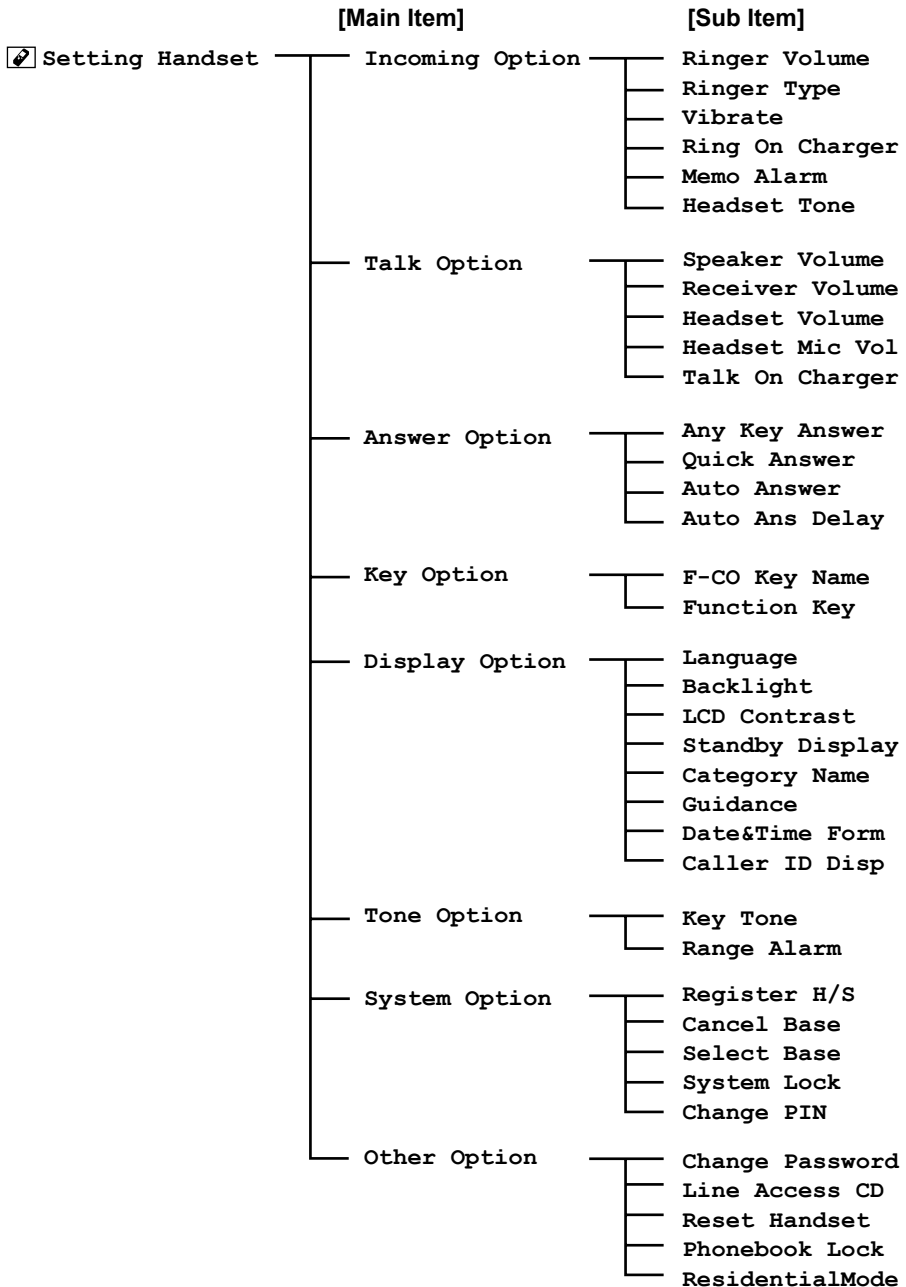 [Main Item] [Sub Item]
Setting Handset Incoming Option Ringer Volume
Ringer Type
Vibrate
Ring On Charger
Memo Alarm
Headset Tone
Talk Option Speaker Volume
Receiver Volume
Headset Volume
Headset Mic Vol
Talk On Charger
Answer Option Any Key Answer
Quick Answer
Auto Answer
Auto Ans Delay
Key Option F-CO Key Name
Function Key
Display Option Language
Backlight
LCD Contrast
Standby Display
Category Name
Guidance
Date&Time Form
Caller ID Disp
Tone Option Key Tone
Range Alarm
System Option Register H/S
Cancel Base
Select Base
System Lock
Change PIN
Other Option Change Password
Line Access CD
Reset Handset
Phonebook Lock
ResidentialMode